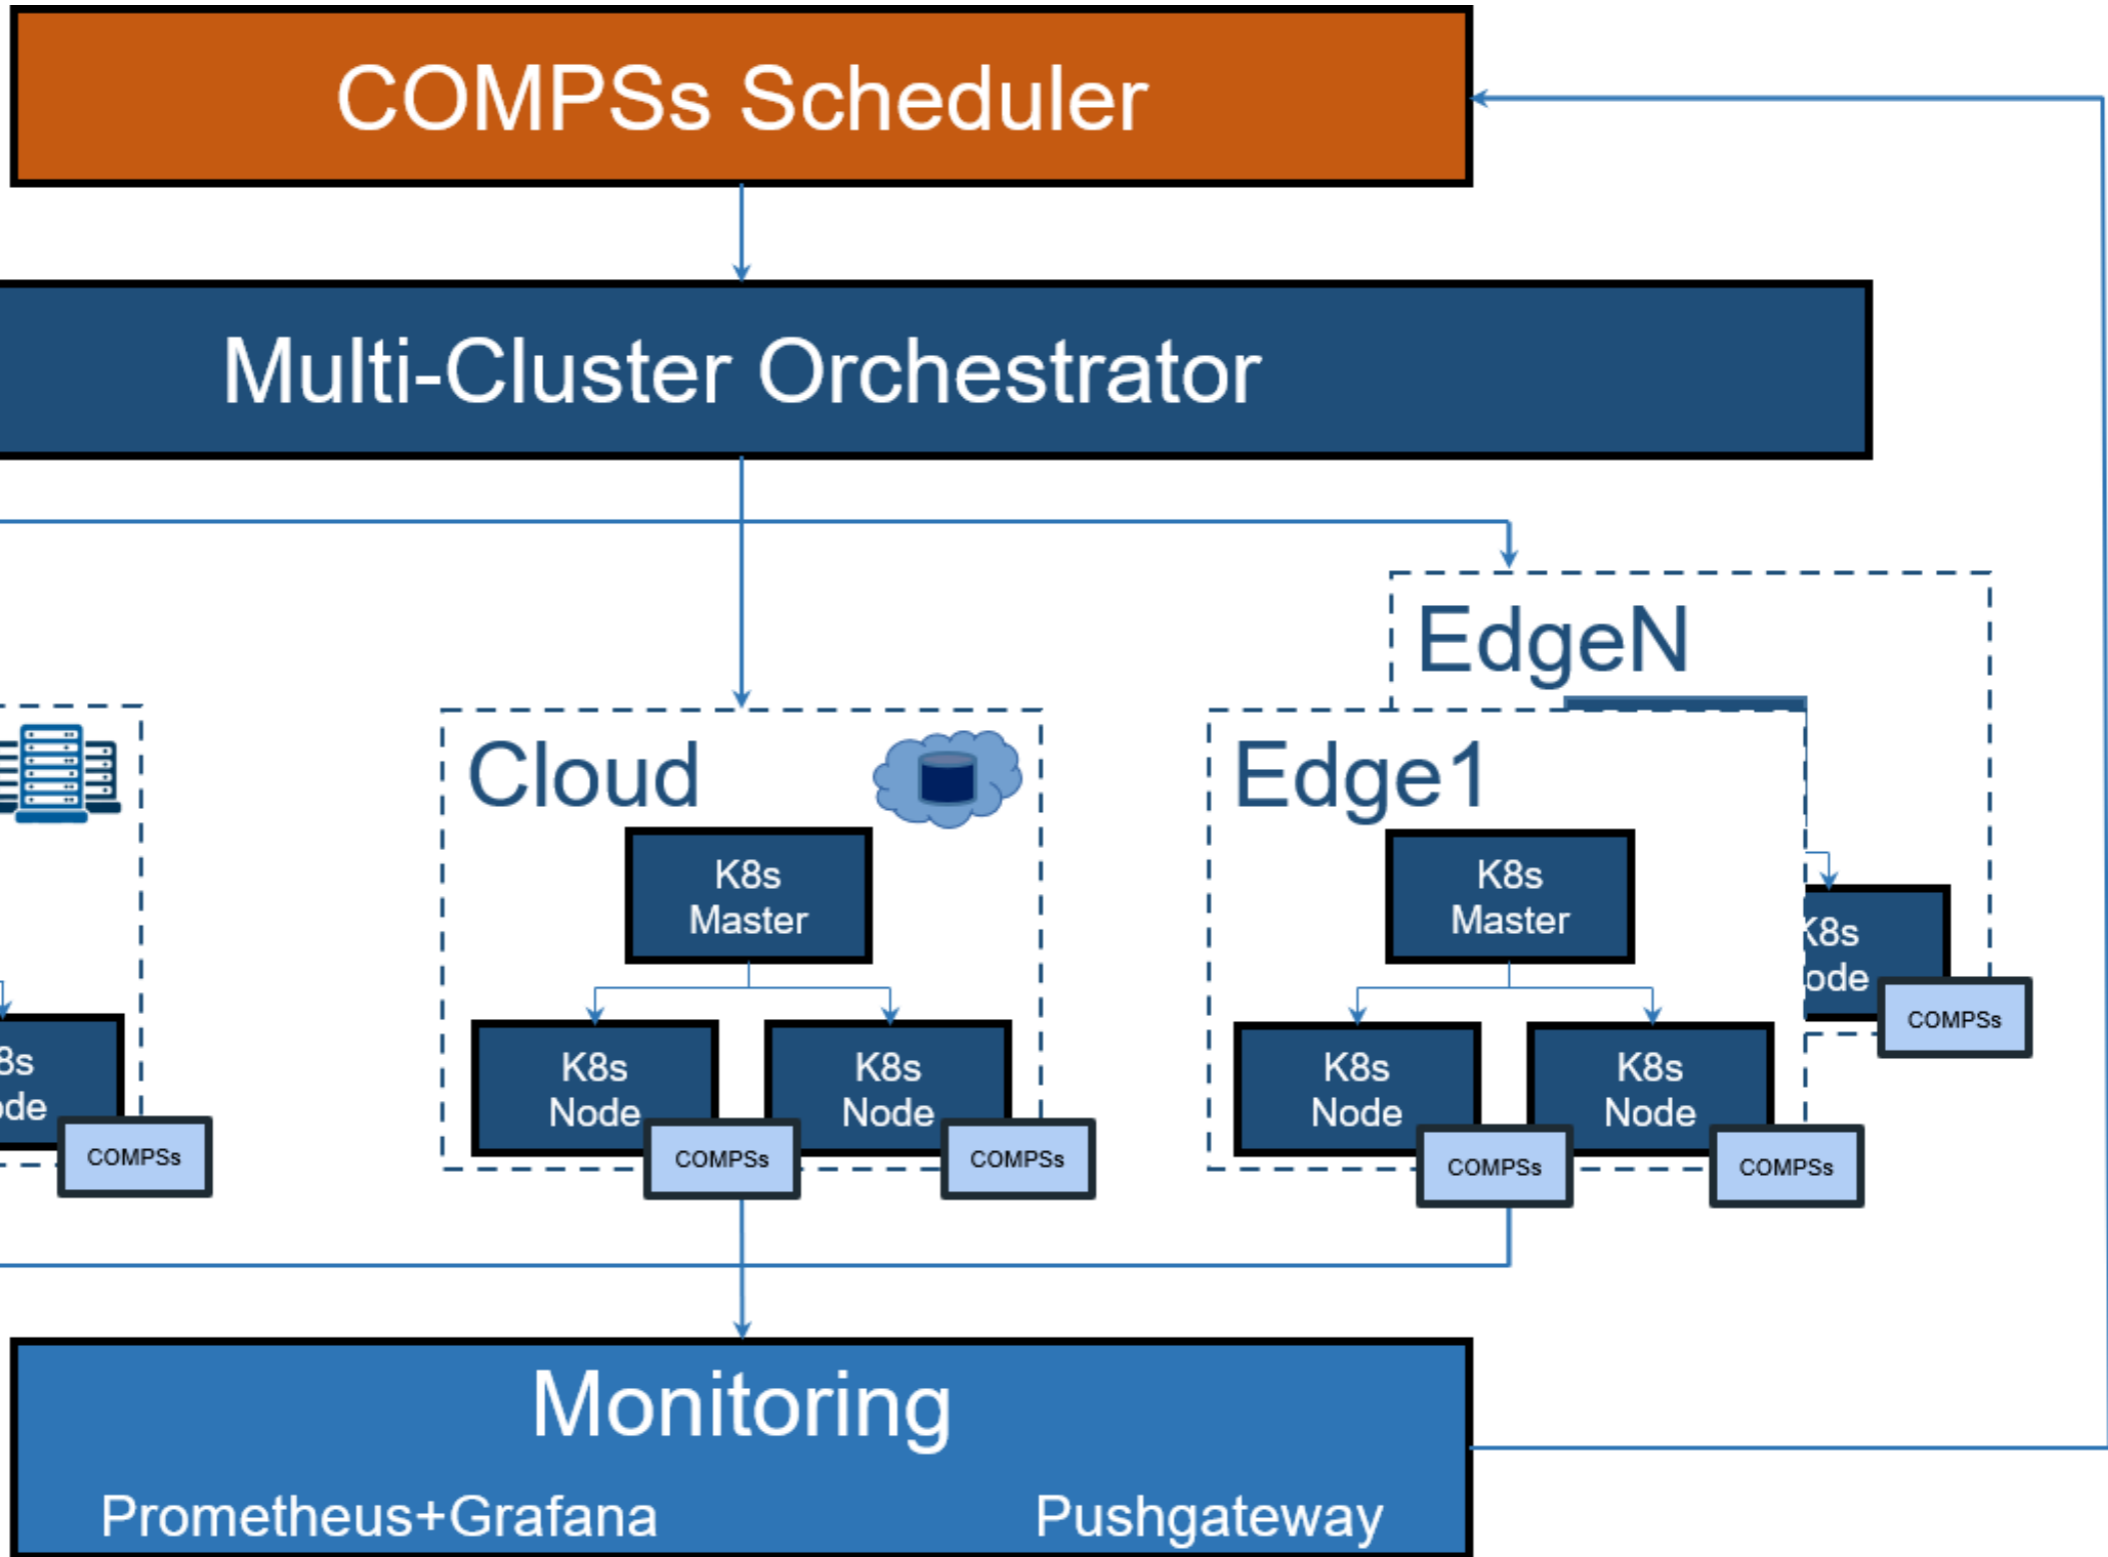 COMPSs Scheduler
Multi-Cluster Orchestrator
EdgeN
Cloud
Edge1
K8s
Master
K8s
Master
K8s
COMPSs
K8s
Node
K8s
Node
K8s
Node
K8s
Node
COMPSs
COMPSs
COMPSs
COMPSs
COMPSs
Monitoring
Prometheus+Grafana
Pushgateway